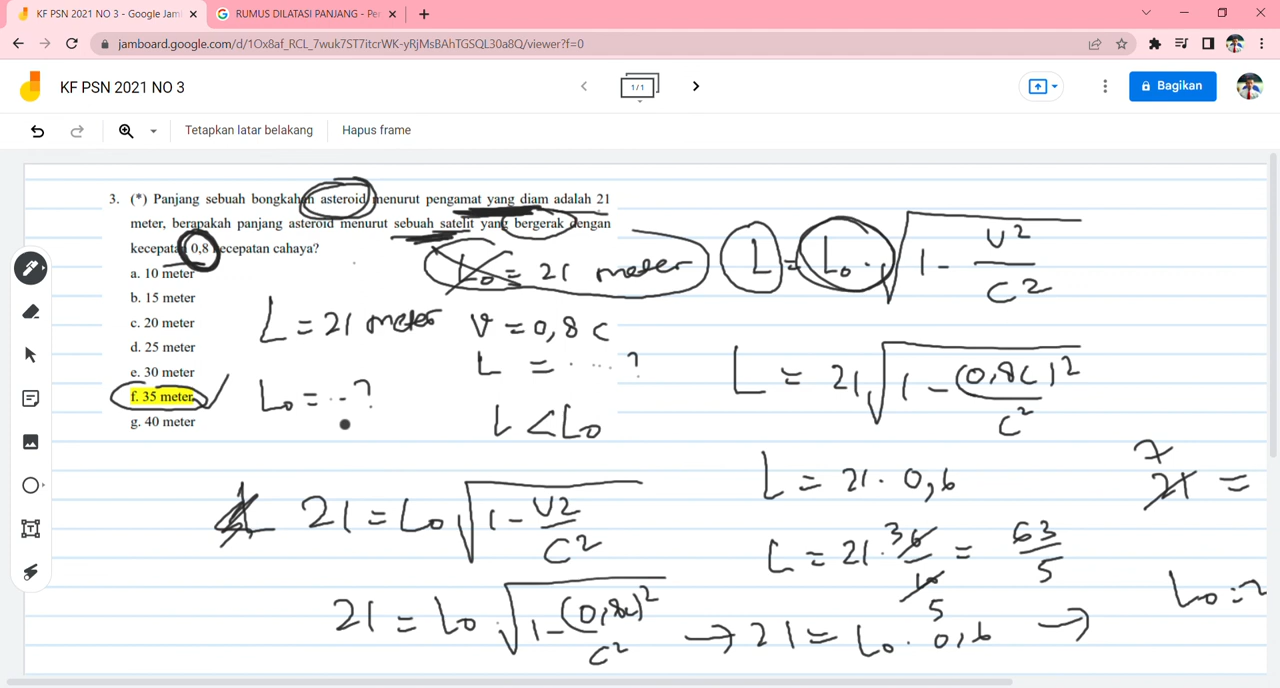 KF PSN 2021 NO 3 - Google Jam
RUMUS DILATASI PANJANG - Pe
jamboard.google.com/d/1Ox8af_RCL_7wuk7ST7itcrWK-yRjMsBAhTGSQL30a8Q/viewer?f=0
KF PSN 2021 NO 3
1/1
Bagikan
Tetapkan latar belakang
Hapus frame
3. (*) Panjang sebuah bongkahan asteroid menurut pengamat yang diam adalah 21
meter, berapakah panjang asteroid menurut sebuah satelit yang bergerak dengan
kecepatan 0,8 kecepatan cahaya?
a. 10 meter
b. 15 meter
c. 20 meter
d. 25 meter
e. 30 meter
f. 35 meter
g. 40 meter
L₀ = 21 meter
L = L₀ · √(1 - v²/c²)
L = 21 meter
v = 0,8 c
L = ....?
L₀ = ...?
L < L₀
L = 21 √(1 - (0,8c)²/c²)
L = 21 · 0,6
7
21 =
21 = L₀ √(1 - v²/c²)
L = 21 · 3 6/10 5 = 63/5
L₀ = 
21 = L₀ · √(1 - (0,8c)²/c²) → 21 = L₀ · 0,6 →